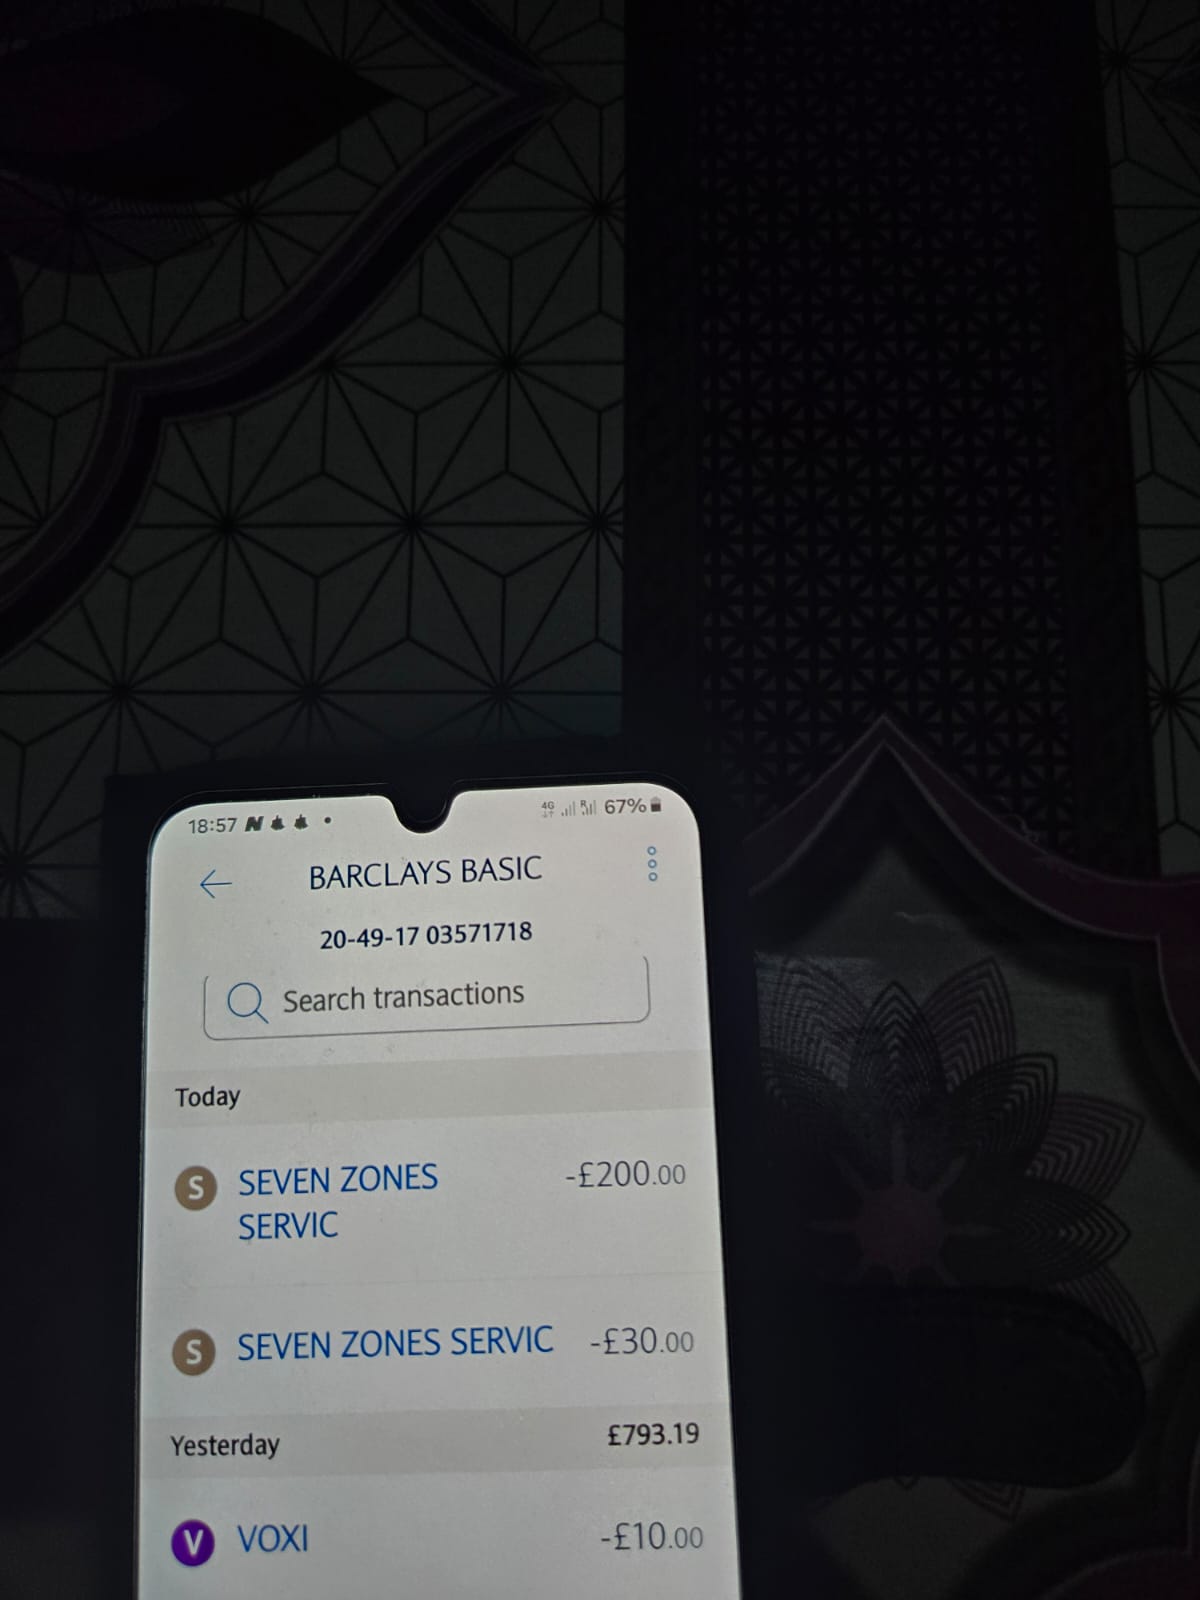 18:57 N 4G R 67%
BARCLAYS BASIC
20-49-17 03571718
Search transactions
Today
S SEVEN ZONES SERVIC -£200.00
S SEVEN ZONES SERVIC -£30.00
Yesterday £793.19
V VOXI -£10.00